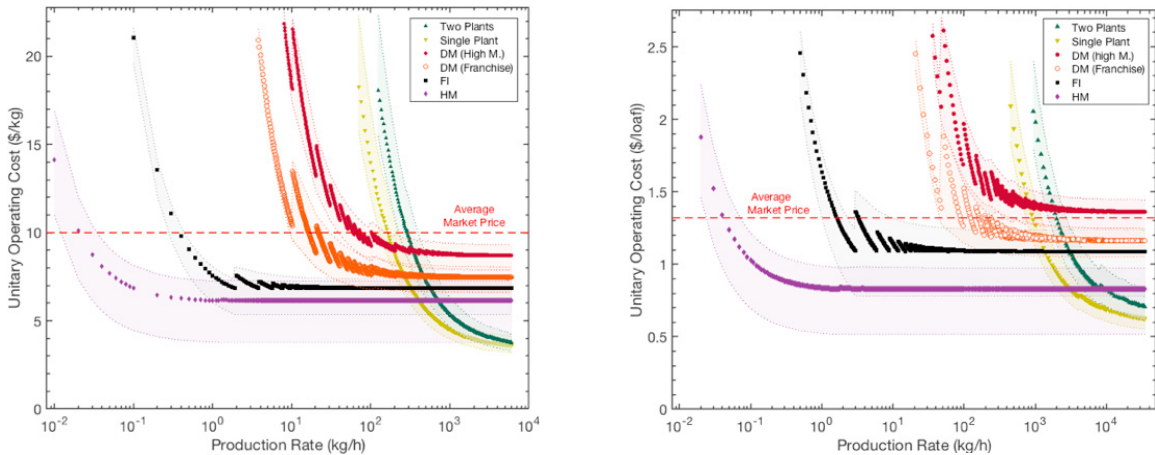 Unitary Operating Cost ($/kg)
20
15
10
5
0
Two Plants
Single Plant
DM (High M.)
DM (Franchise)
FI
HM
Average
Market Price
10-2
10-1
100
101
102
103
104
Production Rate (kg/h)
Unitary Operating Cost ($/loaf))
2.5
2
1.5
1
0.5
0
Two Plants
Single Plant
DM (high M.)
DM (Franchise)
FI
HM
Average
Market Price
10-2
10-1
100
101
102
103
104
Production Rate (kg/h)